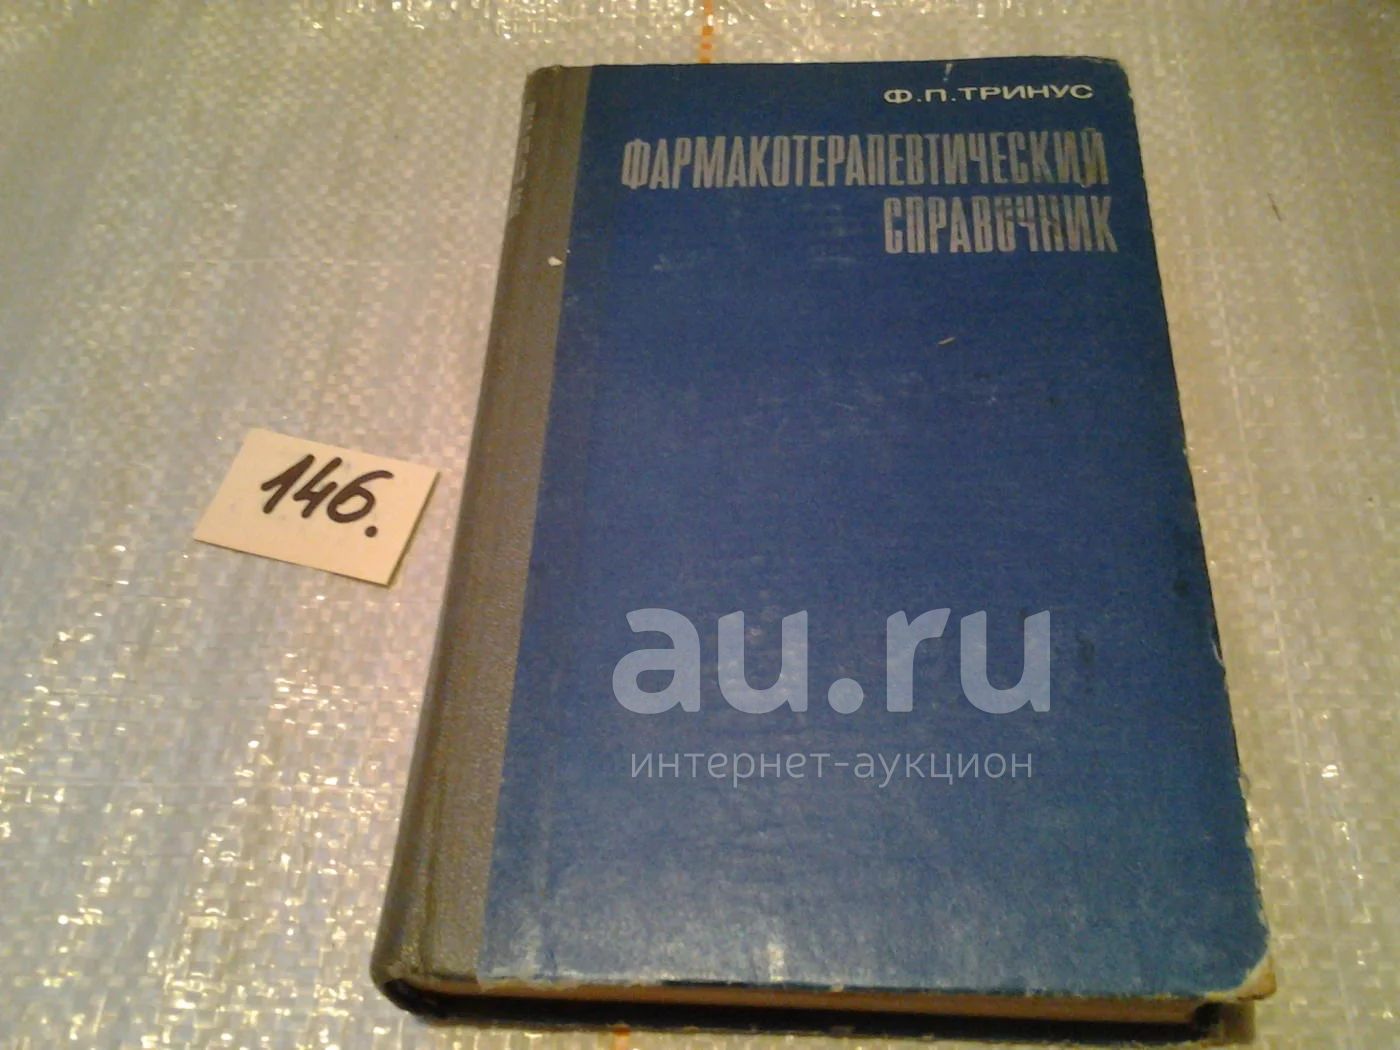 Ф.П.ТРИНУС
ФАРМАКОТЕРАПЕВТИЧЕСКИЙ
СПРАВОЧНИК
146.
au.ru
интернет-аукцион